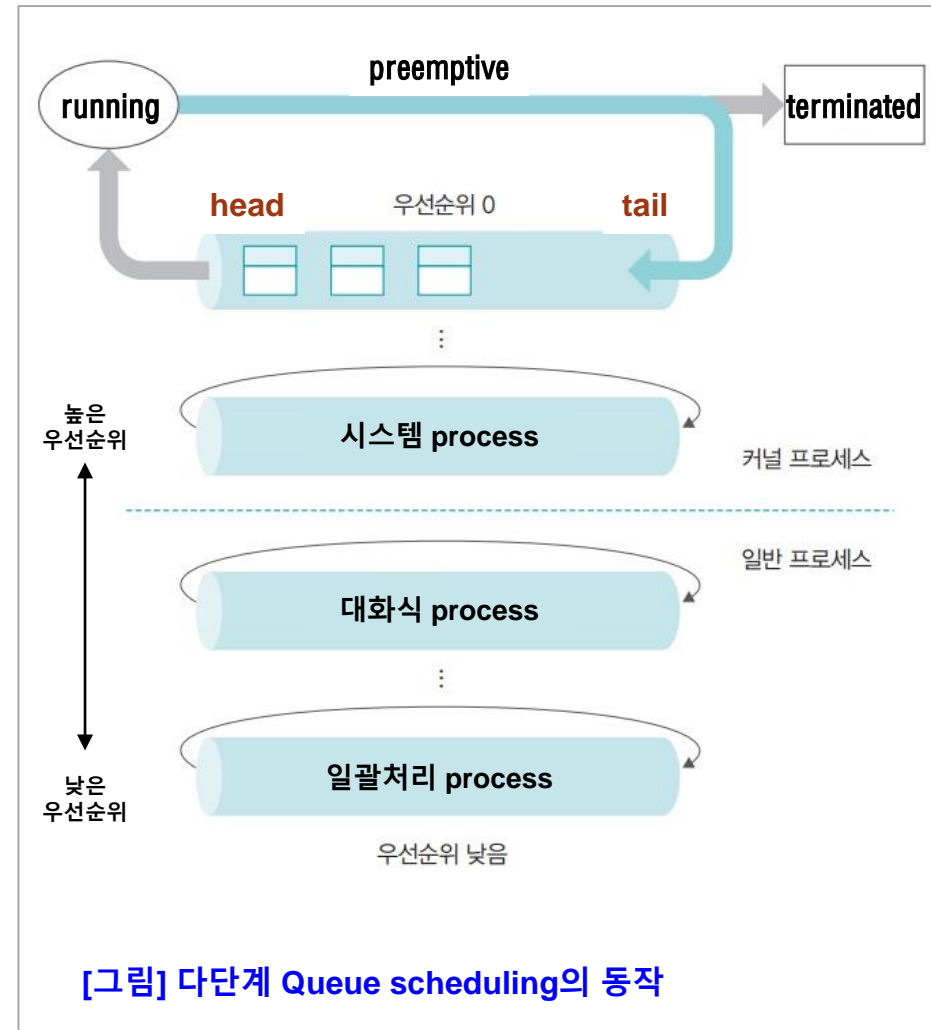 preemptive
running
terminated
head
우선순위 0
tail
⋮
시스템 process
높은
우선순위
커널 프로세스
일반 프로세스
대화식 process
⋮
일괄처리 process
낮은
우선순위
우선순위 낮음
[그림] 다단계 Queue scheduling의 동작